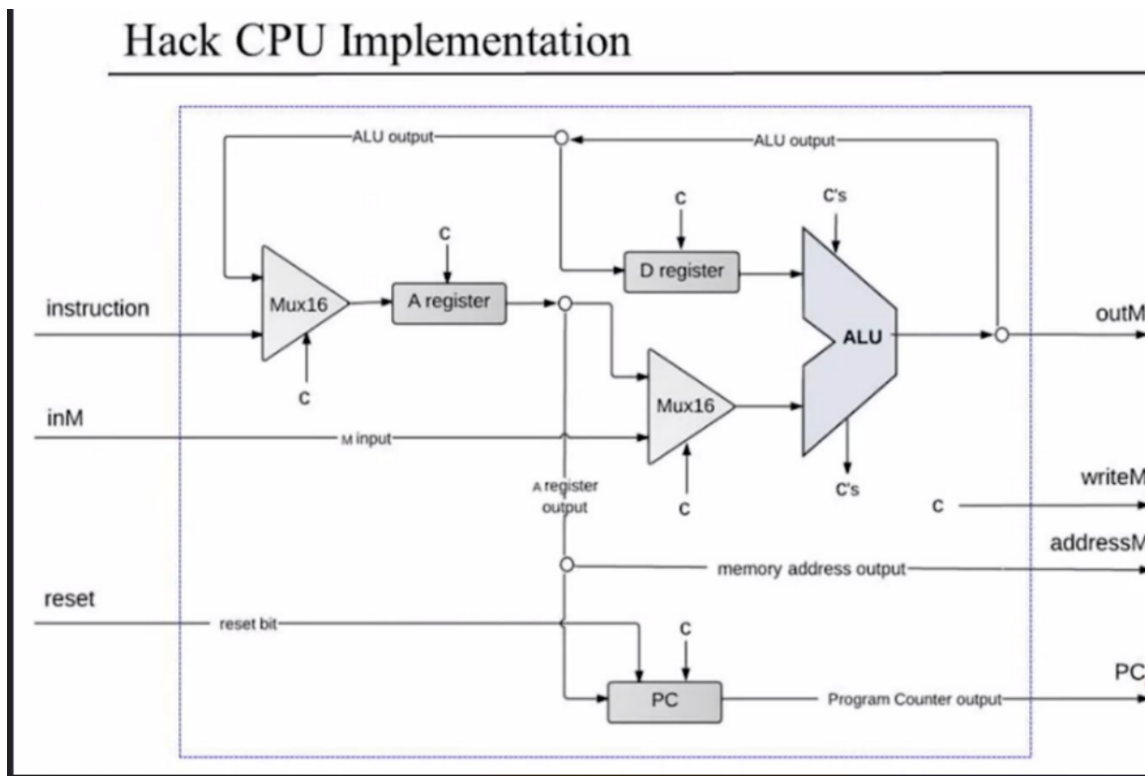 Hack CPU Implementation
ALU output
ALU output
C
C's
C
D register
instruction
Mux16
A register
ALU
outM
C
Mux16
inM
M input
A register
output
C
C's
C
writeM
addressM
memory address output
reset
reset bit
C
PC
PC
Program Counter output